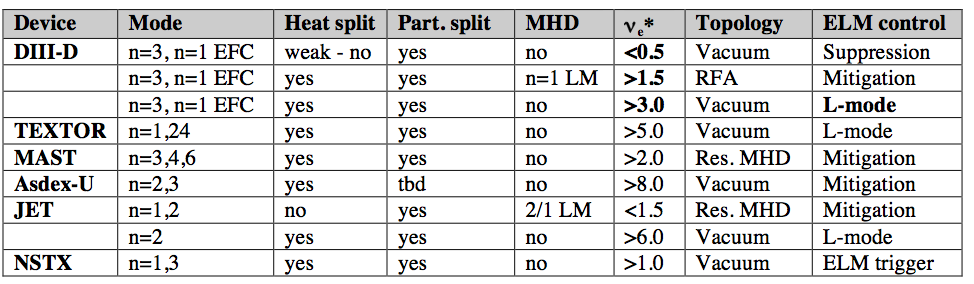 Device Mode Heat split Part. split MHD νe* Topology ELM control
DIII-D n=3, n=1 EFC weak - no yes no <0.5 Vacuum Suppression
n=3, n=1 EFC yes yes n=1 LM >1.5 RFA Mitigation
n=3, n=1 EFC yes yes no >3.0 Vacuum L-mode
TEXTOR n=1,24 yes yes no >5.0 Vacuum L-mode
MAST n=3,4,6 yes yes no >2.0 Res. MHD Mitigation
Asdex-U n=2,3 yes tbd no >8.0 Vacuum Mitigation
JET n=1,2 no yes 2/1 LM <1.5 Res. MHD Mitigation
n=2 yes yes no >6.0 Vacuum L-mode
NSTX n=1,3 yes yes no >1.0 Vacuum ELM trigger